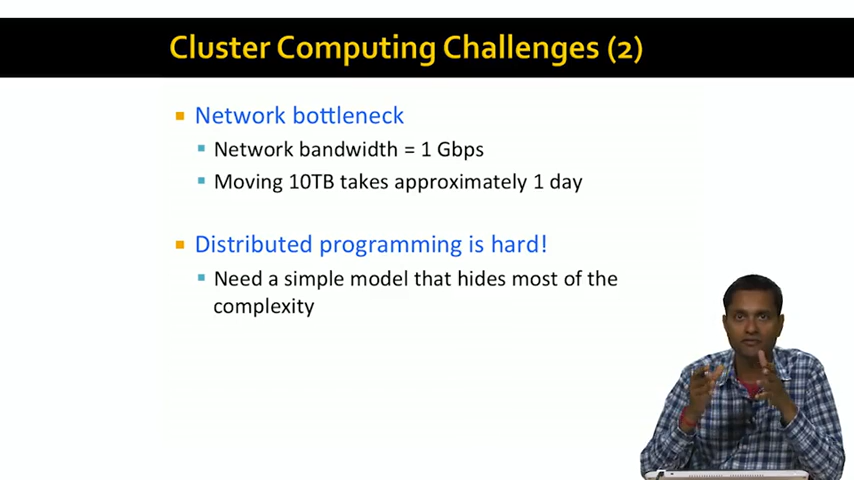 Cluster Computing Challenges (2)
Network bottleneck
Network bandwidth = 1 Gbps
Moving 10TB takes approximately 1 day
Distributed programming is hard!
Need a simple model that hides most of the
complexity